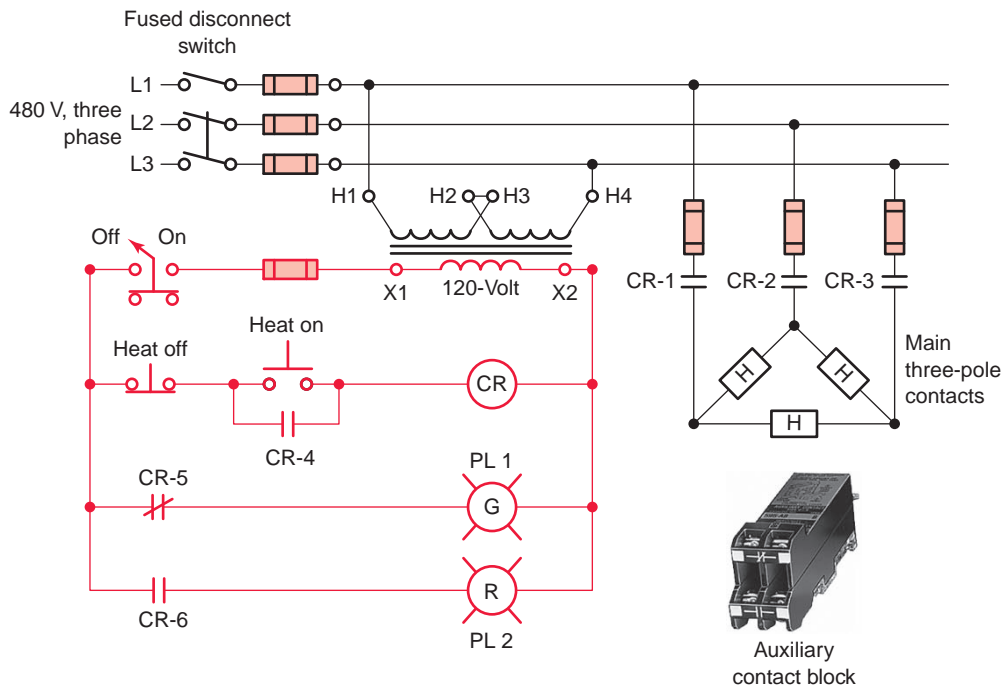 Fused disconnect
switch
L1
480 V, three
phase
L2
L3
H1
H2
H3
H4
Off
On
X1
120-Volt
X2
CR-1
CR-2
CR-3
Heat off
Heat on
CR
CR-4
H
H
H
Main
three-pole
contacts
CR-5
PL 1
G
CR-6
R
PL 2
Auxiliary
contact block